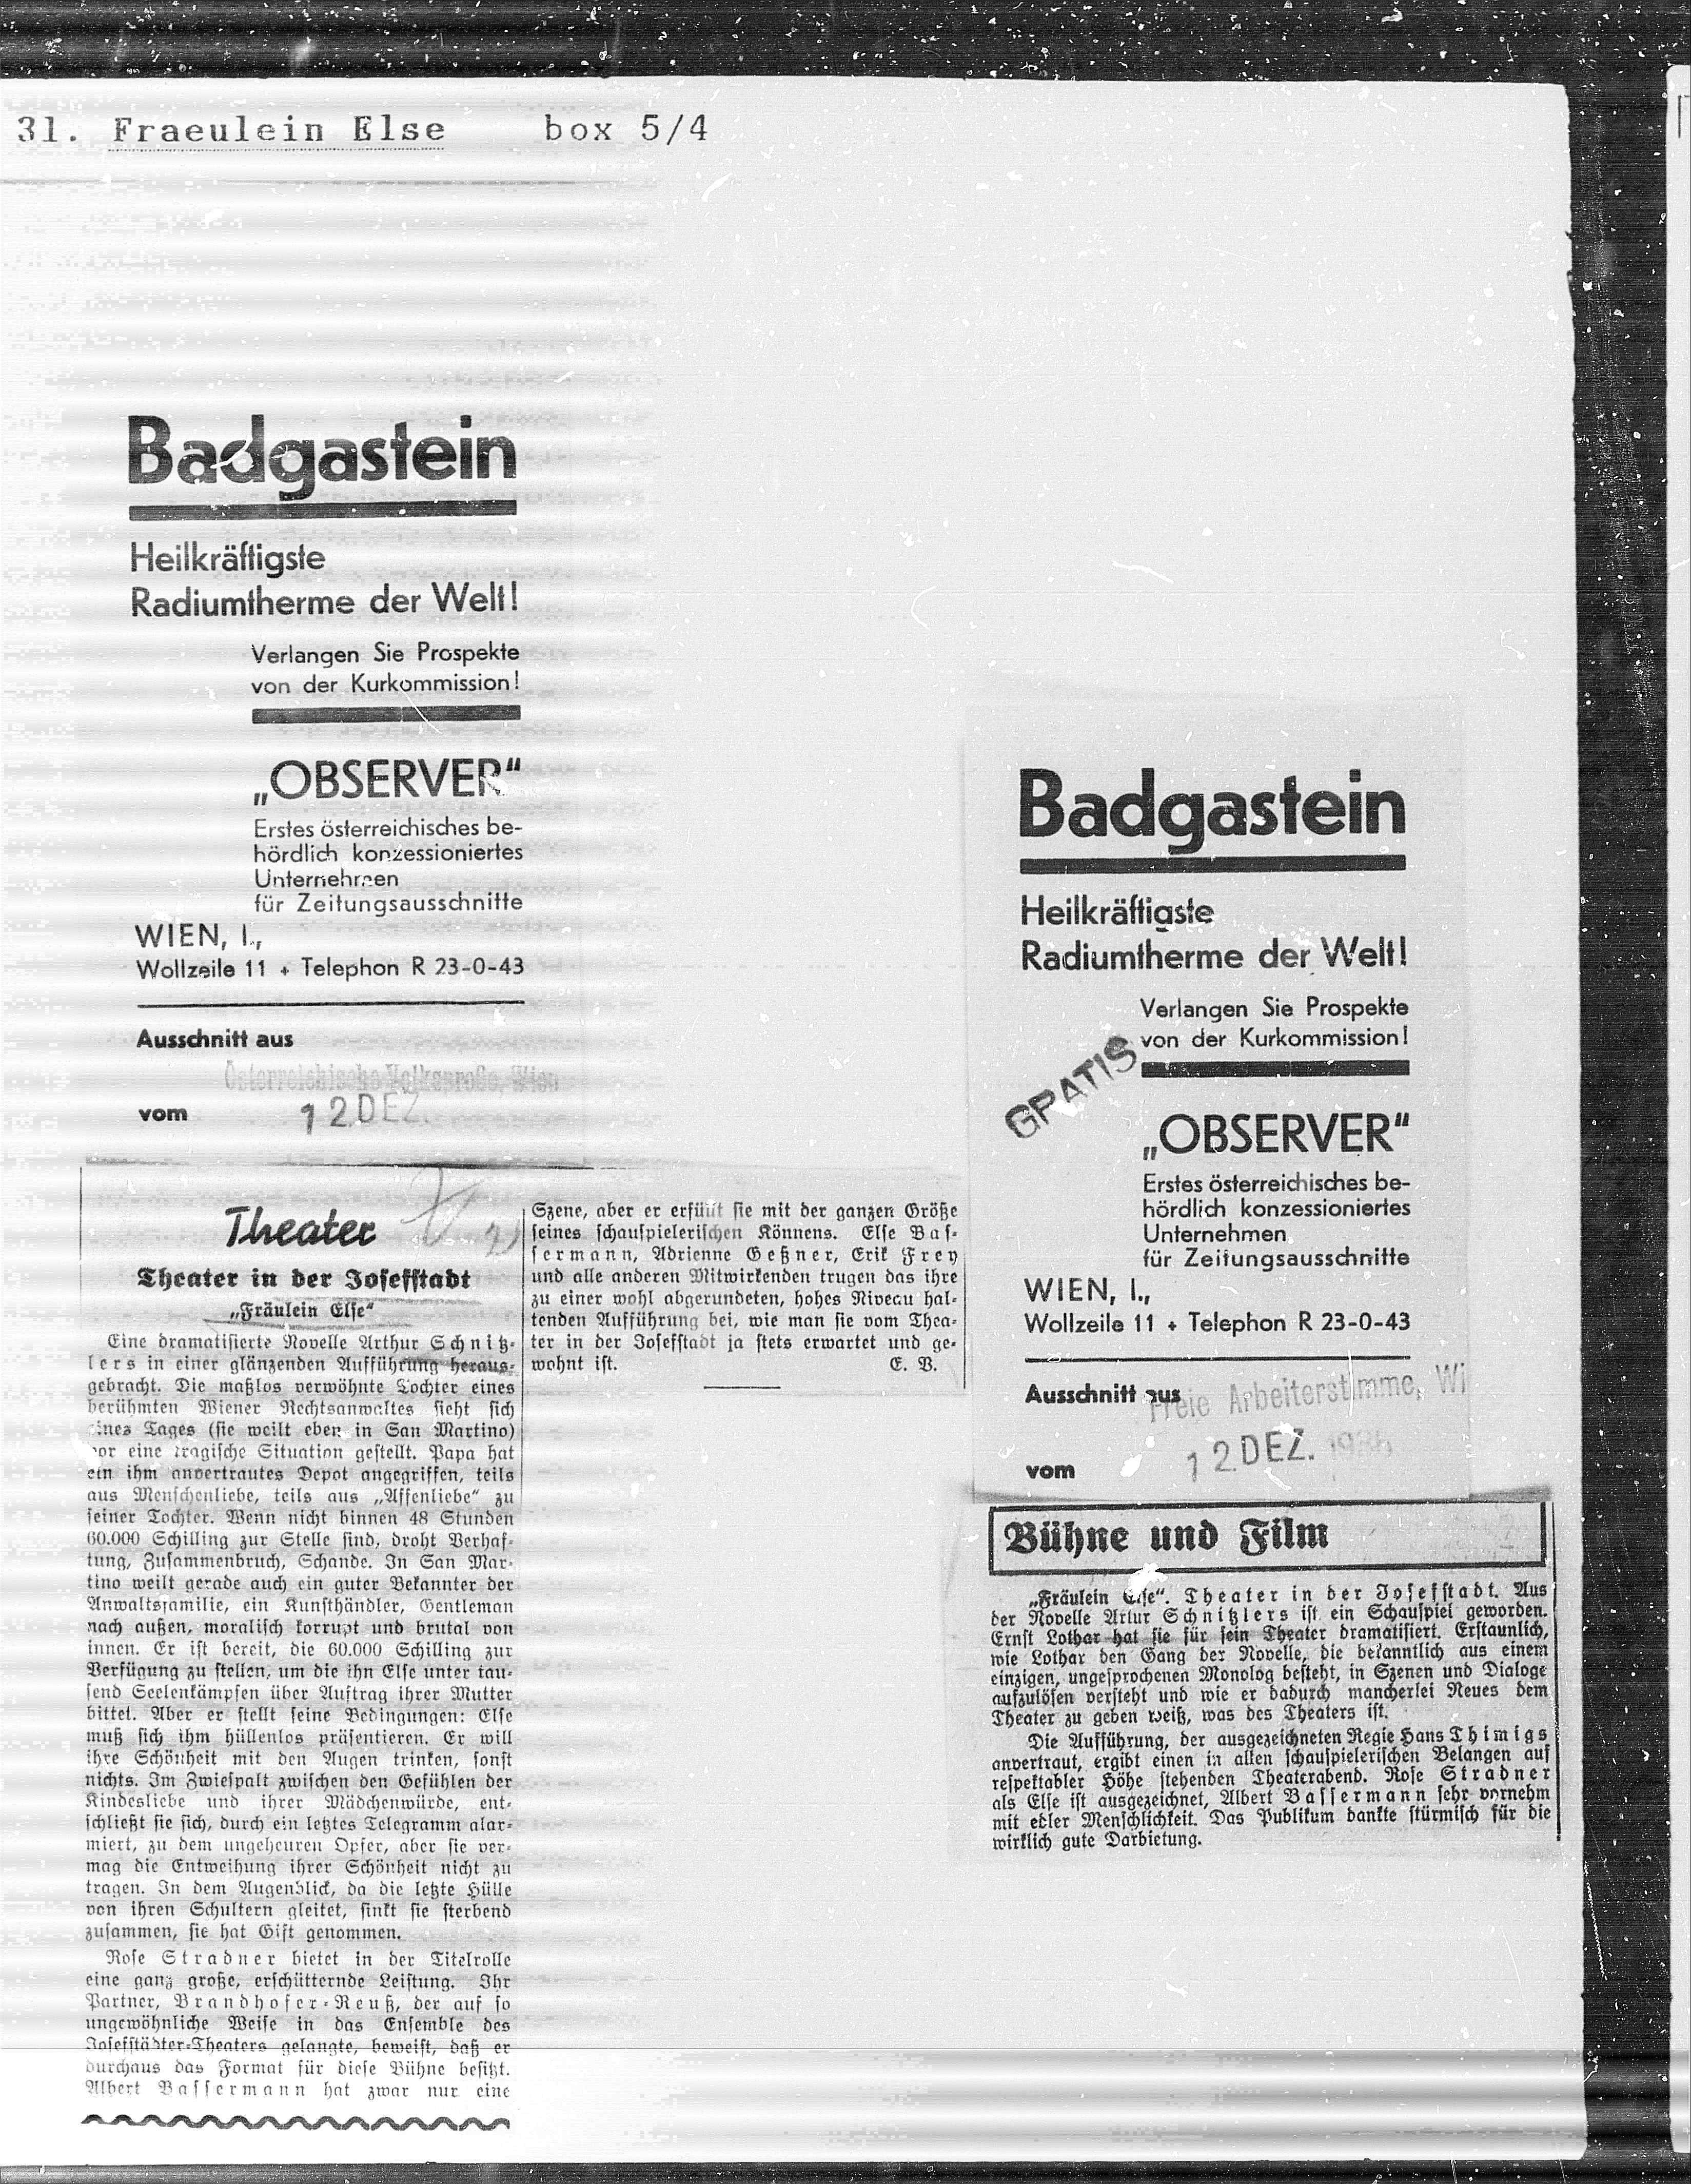 31. Fraeulein Else box 5/4
Badgastein
Heilkräftigste
Radiumtherme der Welt!
Verlangen Sie Prospekte
von der Kurkommission!
„OBSERVER“
Erstes österreichisches be-
hördlich konzessioniertes
Unternehmen
für Zeitungsausschnitte
WIEN, I.,
Wollzeile 11 + Telephon R 23-0-43
Ausschnitt aus
Österreichische Volkspresse, Wien
vom
12. DEZ.
Theater
2
Theater in der Josefstadt
„Fräulein Else“
Eine dramatisierte Novelle Arthur Schnitz-
lers in einer glänzenden Aufführung heraus-
gebracht. Die maßlos verwöhnte Tochter eines
berühmten Wiener Rechtsanwaltes sieht sich
eines Tages (sie weilt eben in San Martino)
vor eine tragische Situation gestellt. Papa hat
ein ihm anvertrautes Depot angegriffen, teils
aus Menschenliebe, teils aus „Affenliebe“ zu
seiner Tochter. Wenn nicht binnen 48 Stunden
60.000 Schilling zur Stelle sind, droht Verhaf-
tung, Zusammenbruch, Schande. In San Mar-
tino weilt gerade auch ein guter Bekannter der
Anwaltsfamilie, ein Kunsthändler, Gentleman
nach außen, moralisch korrupt und brutal von
innen. Er ist bereit, die 60.000 Schilling zur
Verfügung zu stellen, um die ihn Else unter tau-
send Seelenkämpfen über Auftrag ihrer Mutter
bittet. Aber er stellt seine Bedingungen: Else
muß sich ihm hüllenlos präsentieren. Er will
ihre Schönheit mit den Augen trinken, sonst
nichts. Im Zwiespalt zwischen den Gefühlen der
Kindesliebe und ihrer Mädchenwürde, ent-
schließt sie sich, durch ein letztes Telegramm alar-
miert, zu dem ungeheuren Opfer, aber sie ver-
mag die Entweihung ihrer Schönheit nicht zu
tragen. In dem Augenblick, da die letzte Hülle
von ihren Schultern gleitet, sinkt sie sterbend
zusammen, sie hat Gift genommen.
Rose Stradner bietet in der Titelrolle
eine ganz große, erschütternde Leistung. Ihr
Partner, Brandhofer-Reuß, der auf so
ungewöhnliche Weise in das Ensemble des
Josefstädter-Theaters gelangte, beweist, daß er
durchaus das Format für diese Bühne besitzt.
Albert Bassermann hat zwar nur eine
Szene, aber er erfüllt sie mit der ganzen Größe
seines schauspielerischen Könnens. Else Bas-
sermann, Adrienne Geßner, Erik Frey
und alle anderen Mitwirkenden trugen das ihre
zu einer wohl abgerundeten, hohes Niveau hal-
tenden Aufführung bei, wie man sie vom Thea-
ter in der Josefstadt ja stets erwartet und ge-
wohnt ist. E. V.
Badgastein
Heilkräftigste
Radiumtherme der Welt!
Verlangen Sie Prospekte
von der Kurkommission!
GRATIS
„OBSERVER“
Erstes österreichisches be-
hördlich konzessioniertes
Unternehmen
für Zeitungsausschnitte
WIEN, I.,
Wollzeile 11 + Telephon R 23-0-43
Ausschnitt aus
Freie Arbeiterstimme, Wi
vom
12. DEZ. 1936
Bühne und Film
„Fräulein Else“. Theater in der Josefstadt. Aus
der Novelle Artur Schnitzlers ist ein Schauspiel geworden.
Ernst Lothar hat sie für sein Theater dramatisiert. Erstaunlich,
wie Lothar den Gang der Novelle, die bekanntlich aus einem
einzigen, ungesprochenen Monolog besteht, in Szenen und Dialoge
aufzulösen versteht und wie er dadurch mancherlei Neues dem
Theater zu geben weiß, was des Theaters ist.
Die Aufführung, der ausgezeichneten Regie Hans Thimigs
anvertraut, ergibt einen in allen schauspielerischen Belangen auf
respektabler Höhe stehenden Theaterabend. Rose Stradner
als Else ist ausgezeichnet, Albert Bassermann sehr vornehm
mit edler Menschlichkeit. Das Publikum dankte stürmisch für die
wirklich gute Darbietung.